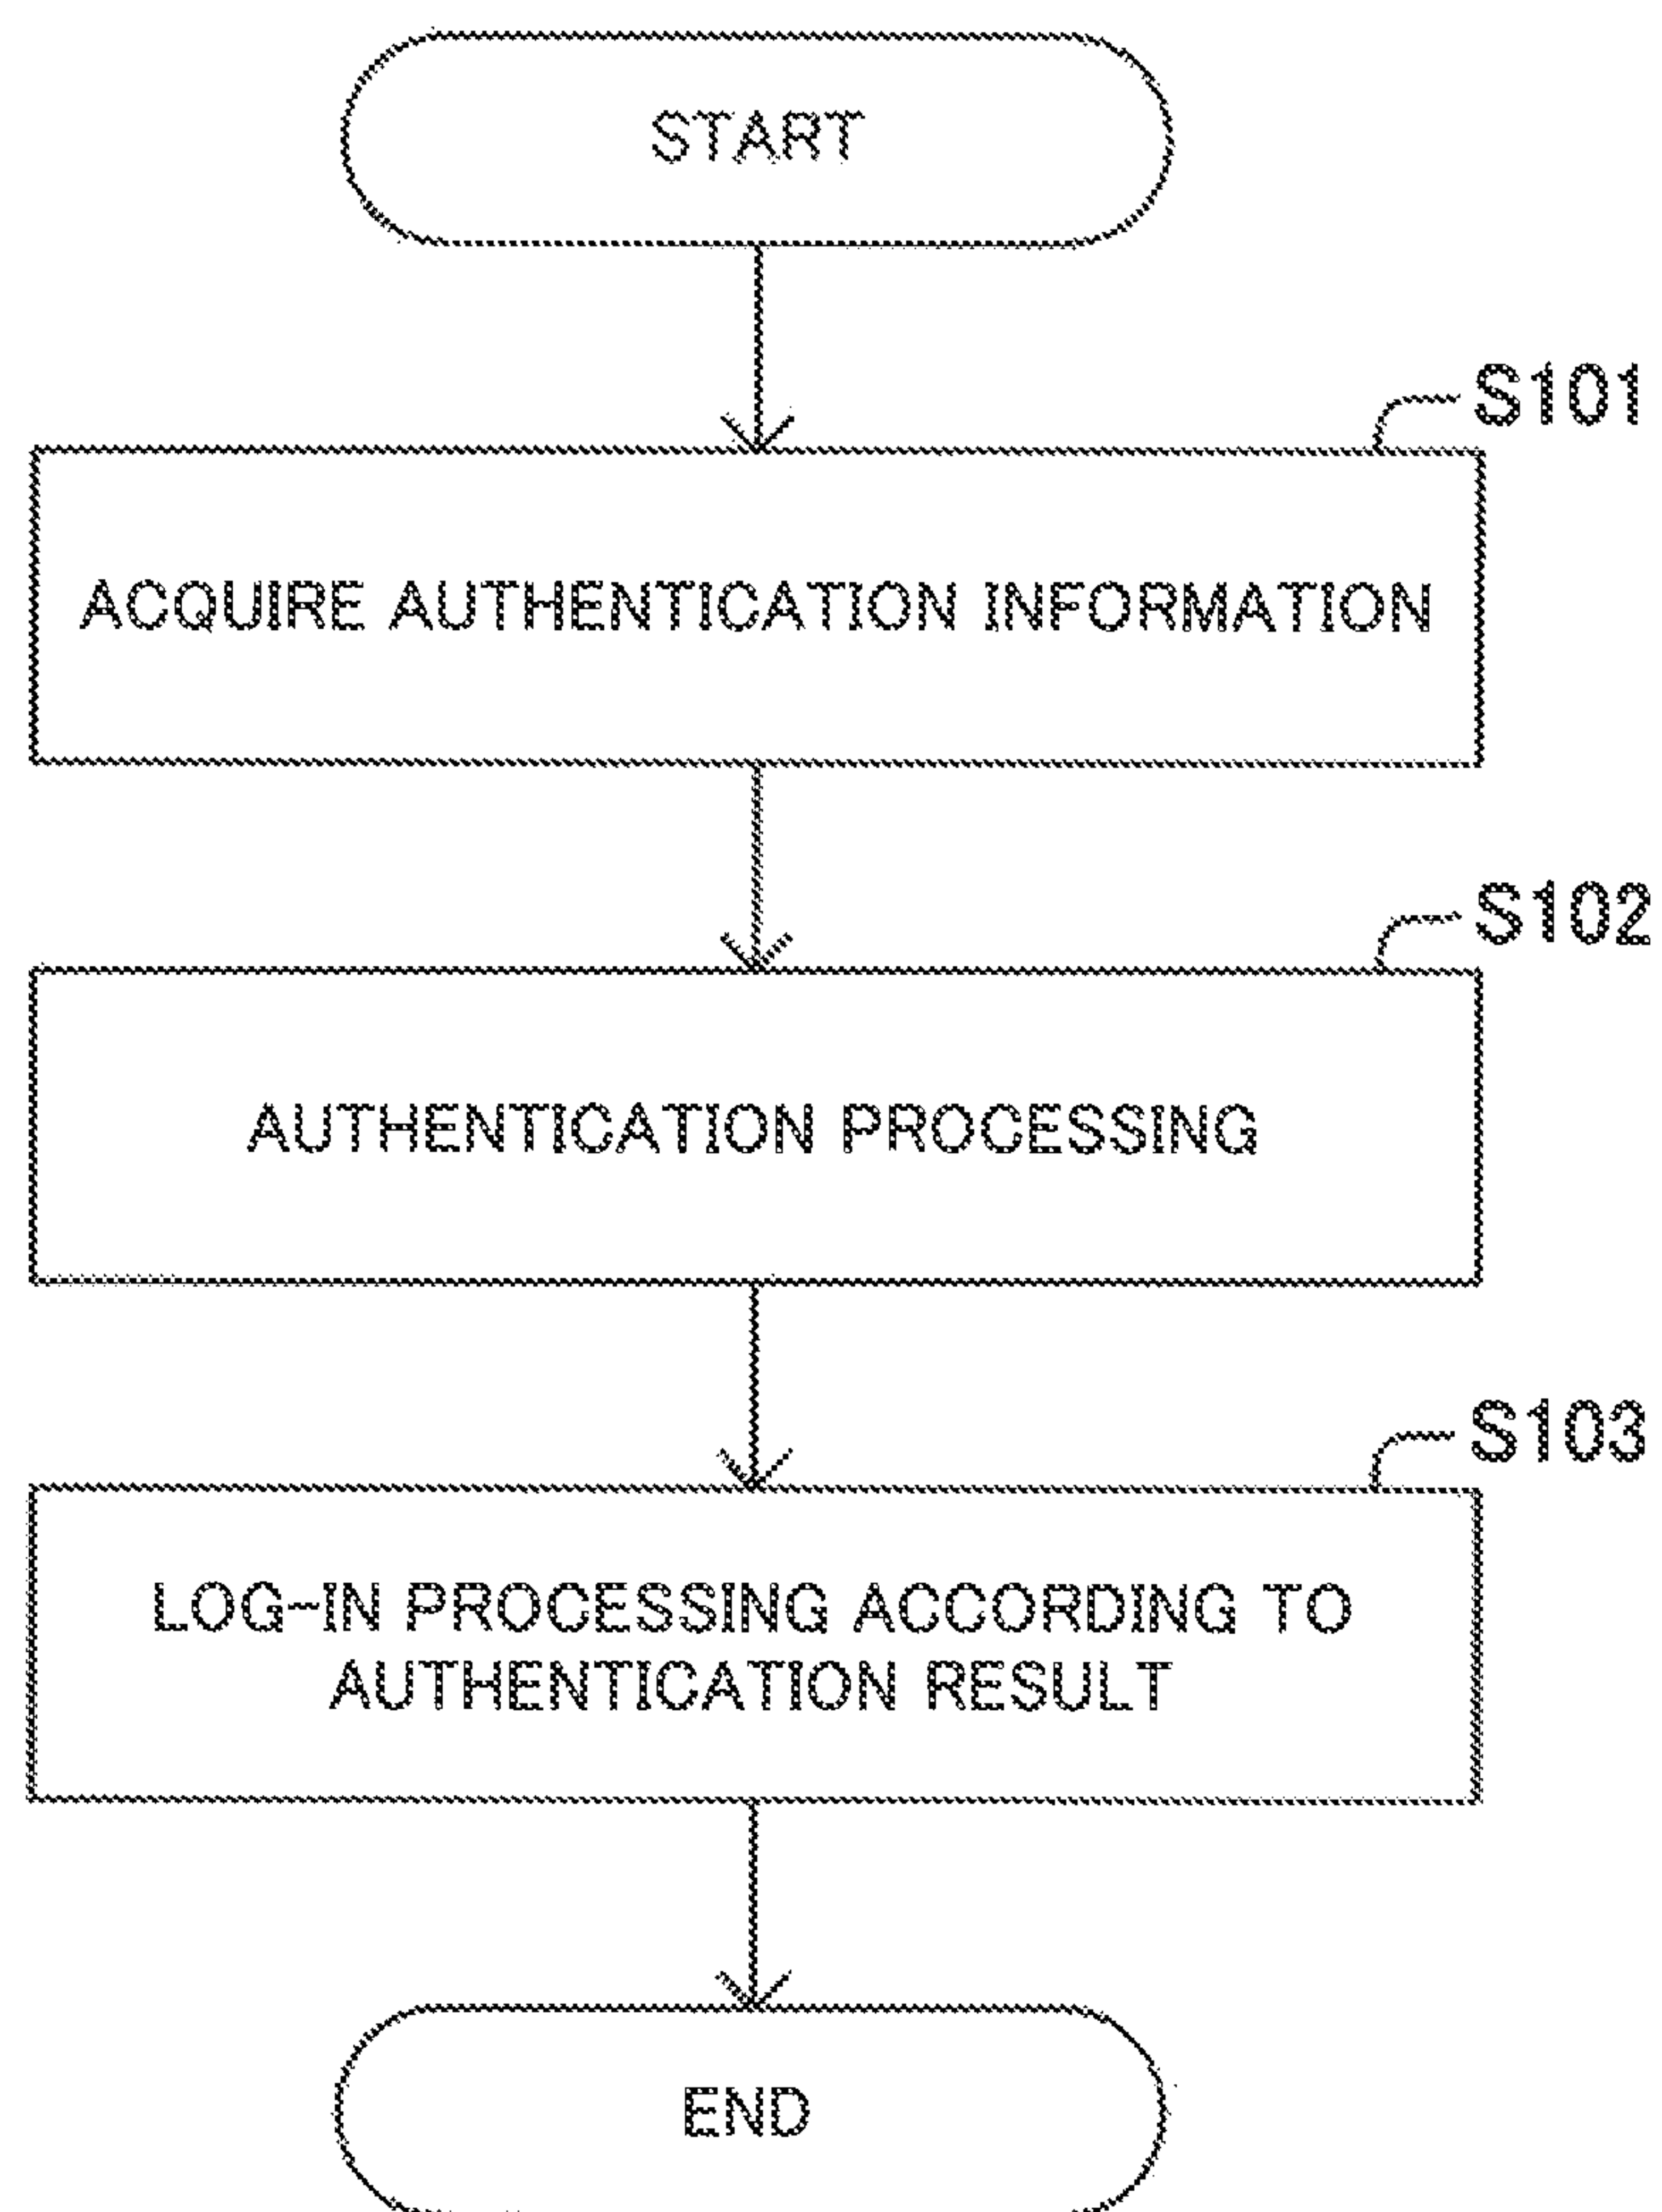 START
S101
ACQUIRE AUTHENTICATION INFORMATION
S102
AUTHENTICATION PROCESSING
S103
LOG-IN PROCESSING ACCORDING TO
AUTHENTICATION RESULT
END